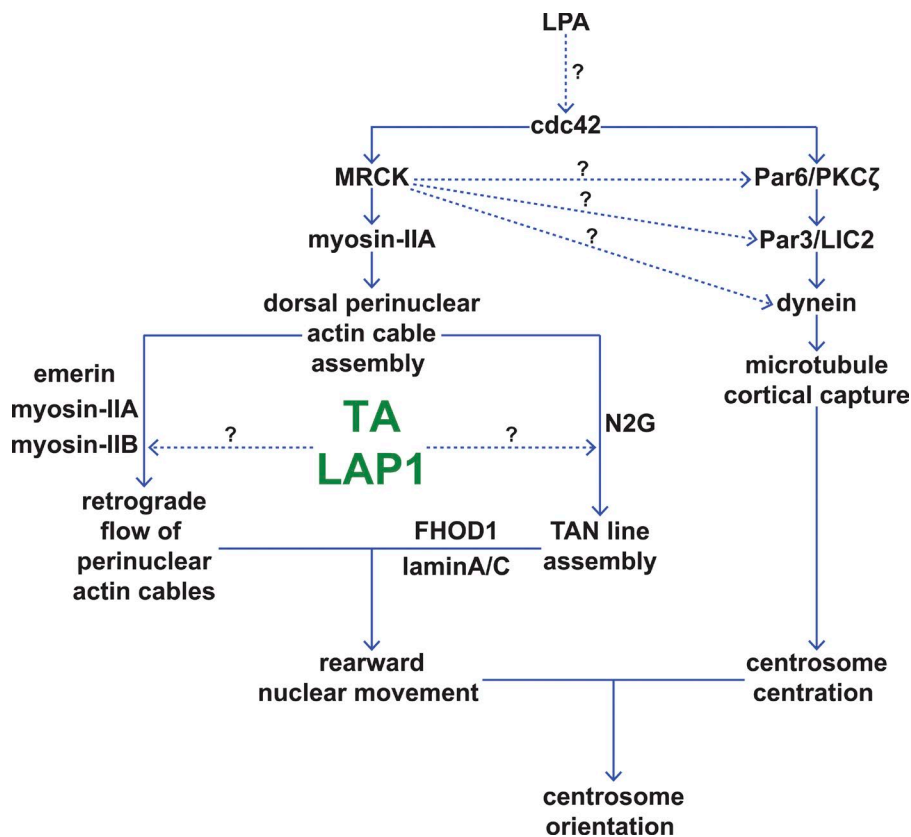 LPA
?
cdc42
MRCK
?
Par6/PKCζ
?
myosin-IIA
?
Par3/LIC2
dorsal perinuclear
actin cable
assembly
dynein
microtubule
cortical capture
emerin
myosin-IIA
myosin-IIB
?
TA
LAP1
?
N2G
retrograde
flow of
perinuclear
actin cables
FHOD1
laminA/C
TAN line
assembly
rearward
nuclear movement
centrosome
centration
centrosome
orientation